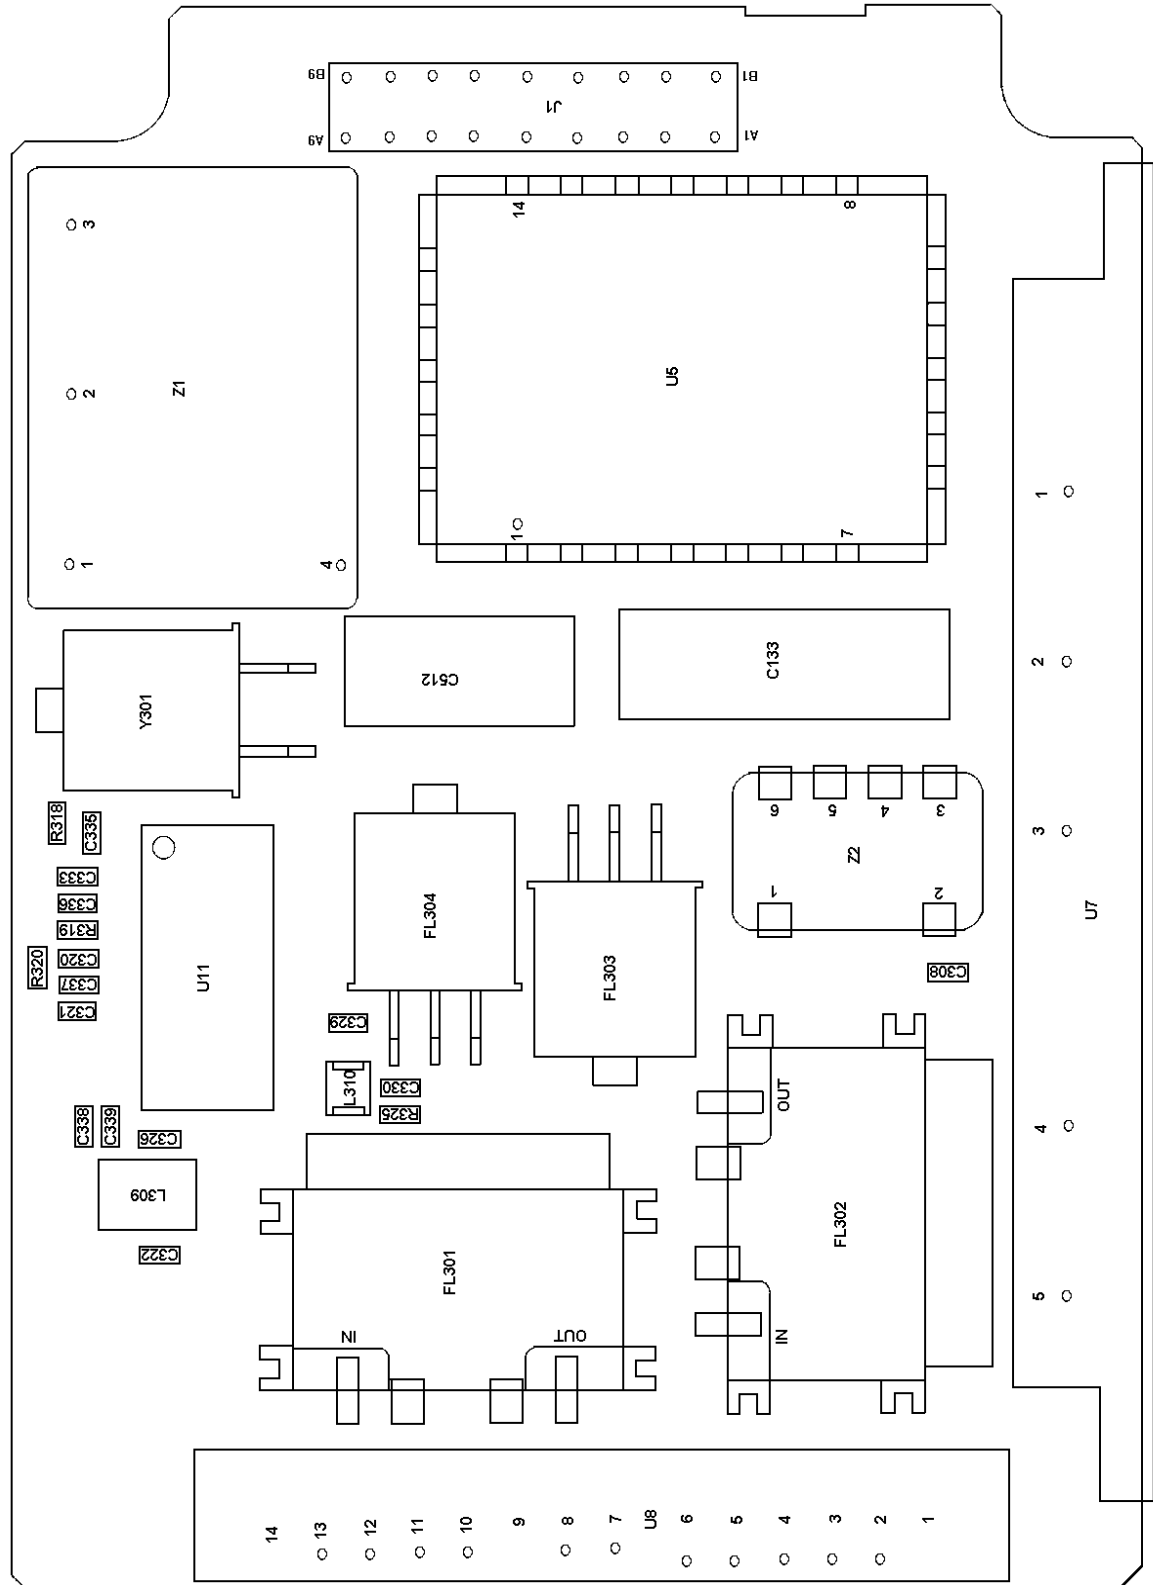 B9
B1
J1
A9
A1
3
14
8
2
Z1
U5
1
1
7
1
4
2
C512
C133
Y301
R318
C335
6
5
4
3
3
Z2
C333
C336
R319
C320
R320
C337
C321
U11
FL304
FL303
1
2
U7
C308
C329
L310
C330
R325
OUT
C338
C339
C326
4
L309
FL302
C322
FL301
5
IN
OUT
IN
14
13
12
11
10
9
8
7
U8
6
5
4
3
2
1